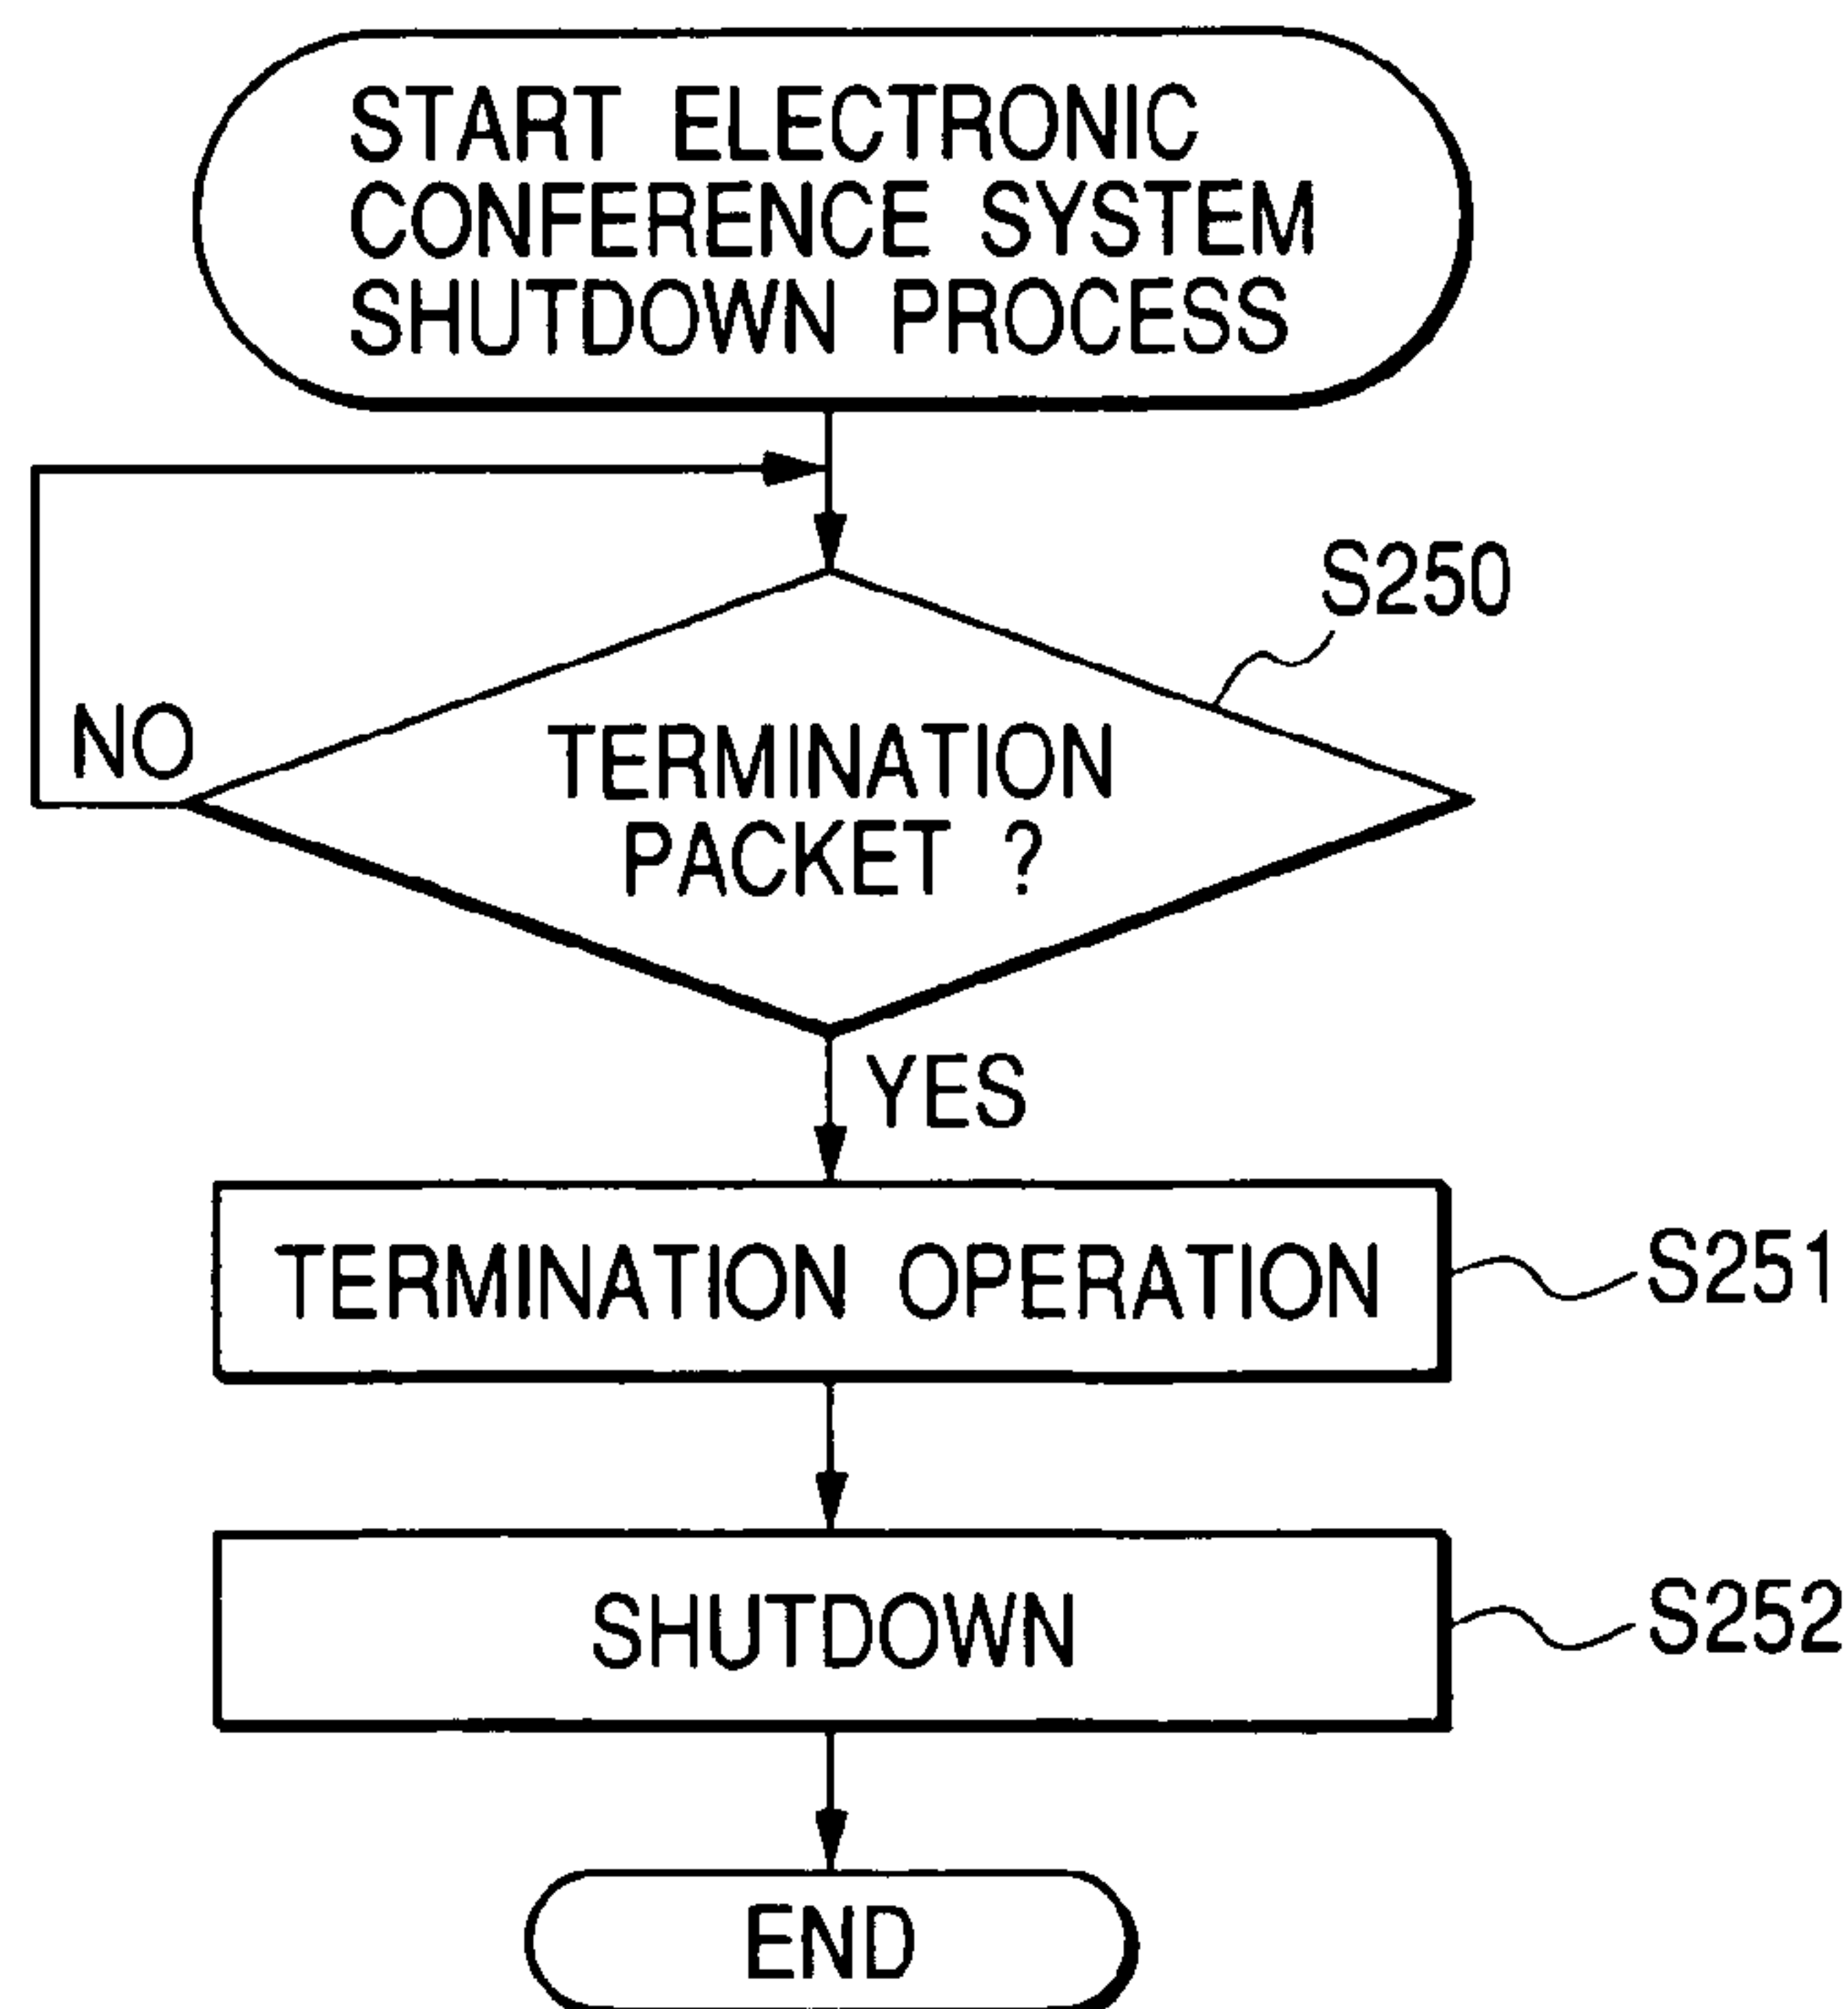 START ELECTRONIC
CONFERENCE SYSTEM
SHUTDOWN PROCESS
S250
NO
TERMINATION
PACKET ?
YES
TERMINATION OPERATION
S251
SHUTDOWN
S252
END